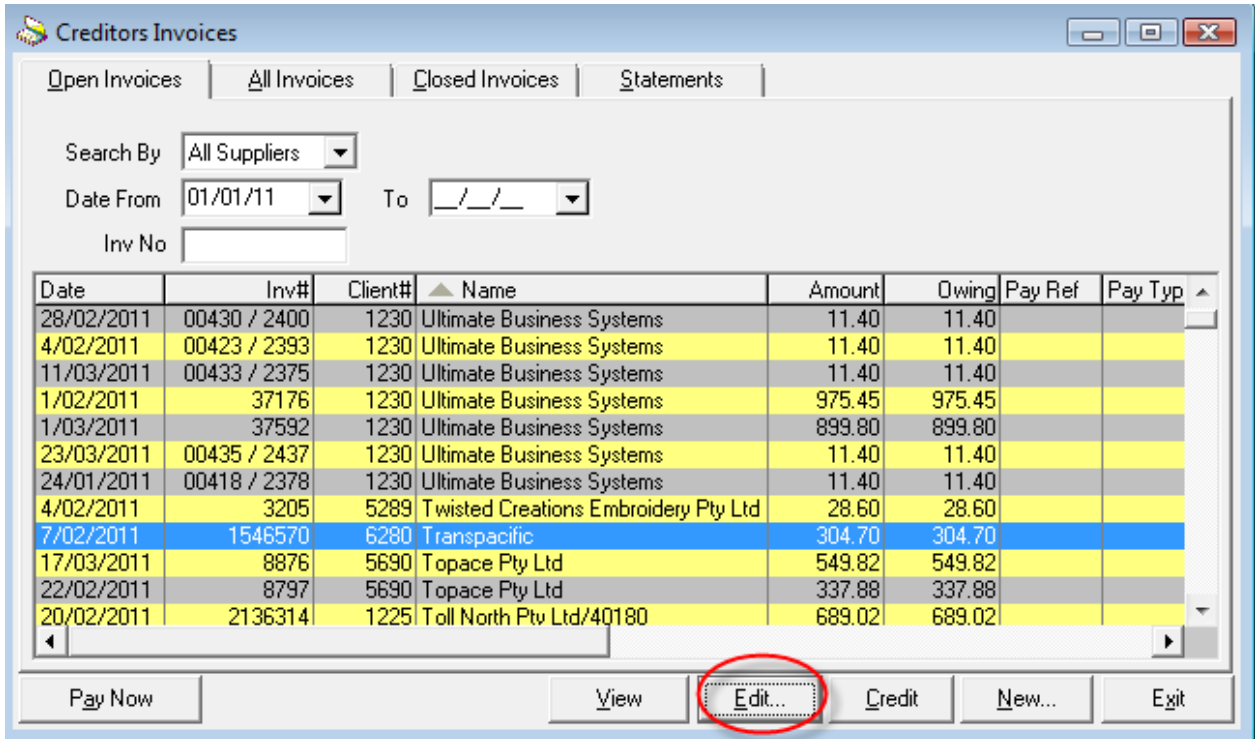 Creditors Invoices
Open Invoices All Invoices Closed Invoices Statements
Search By All Suppliers
Date From 01/01/11 To __/__/__
Inv No
Date Inv# Client# Name Amount Owing Pay Ref Pay Typ
28/02/2011 00430 / 2400 1230 Ultimate Business Systems 11.40 11.40
4/02/2011 00423 / 2393 1230 Ultimate Business Systems 11.40 11.40
11/03/2011 00433 / 2375 1230 Ultimate Business Systems 11.40 11.40
1/02/2011 37176 1230 Ultimate Business Systems 975.45 975.45
1/03/2011 37592 1230 Ultimate Business Systems 899.80 899.80
23/03/2011 00435 / 2437 1230 Ultimate Business Systems 11.40 11.40
24/01/2011 00418 / 2378 1230 Ultimate Business Systems 11.40 11.40
4/02/2011 3205 5289 Twisted Creations Embroidery Pty Ltd 28.60 28.60
7/02/2011 1546570 6280 Transpacific 304.70 304.70
17/03/2011 8876 5690 Topace Pty Ltd 549.82 549.82
22/02/2011 8797 5690 Topace Pty Ltd 337.88 337.88
20/02/2011 2136314 1225 Toll North Pty Ltd/40180 689.02 689.02
Pay Now View Edit... Credit New... Exit